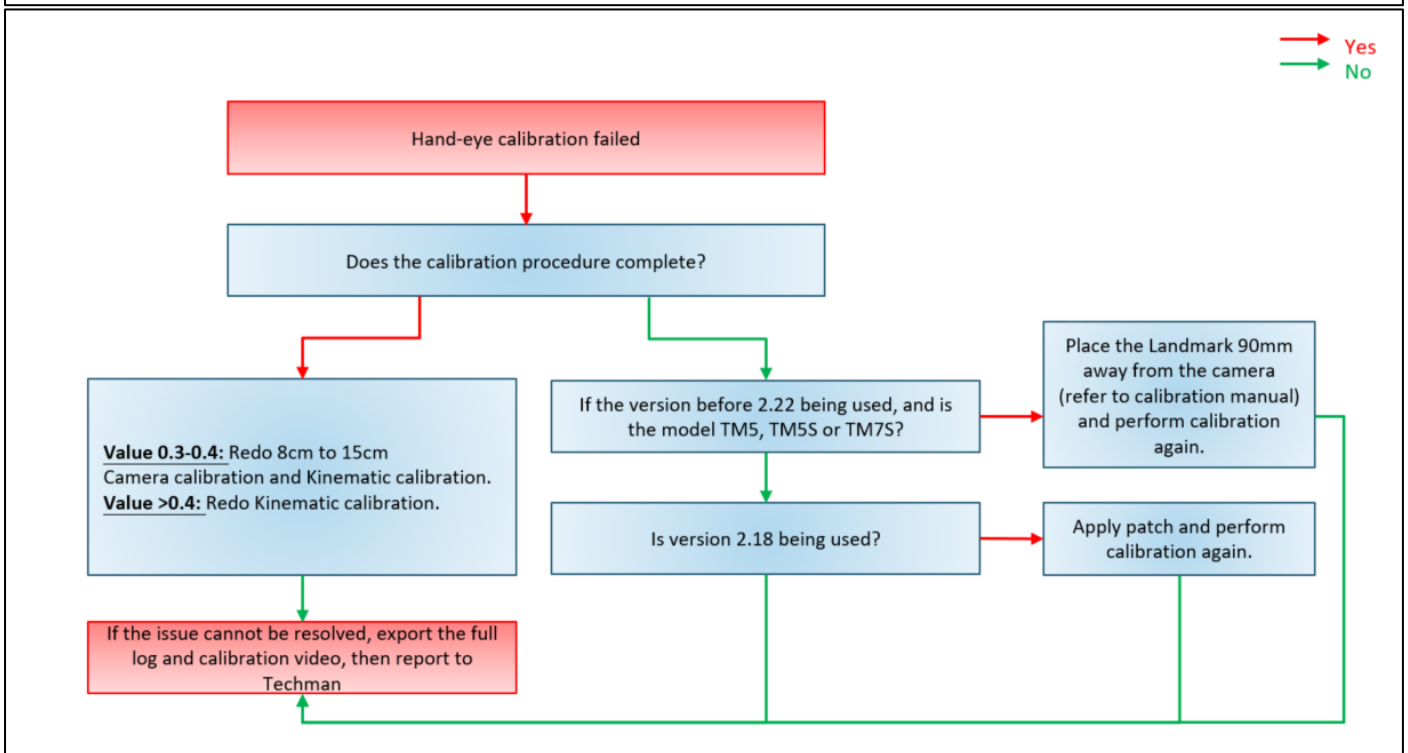 Yes
No
Hand-eye calibration failed
Does the calibration procedure complete?
Place the Landmark 90mm
away from the camera
(refer to calibration manual)
and perform calibration
again.
If the version before 2.22 being used, and is
the model TM5, TM5S or TM7S?
Value 0.3-0.4: Redo 8cm to 15cm
Camera calibration and Kinematic calibration.
Value >0.4: Redo Kinematic calibration.
Is version 2.18 being used?
Apply patch and perform
calibration again.
If the issue cannot be resolved, export the full
log and calibration video, then report to
Techman